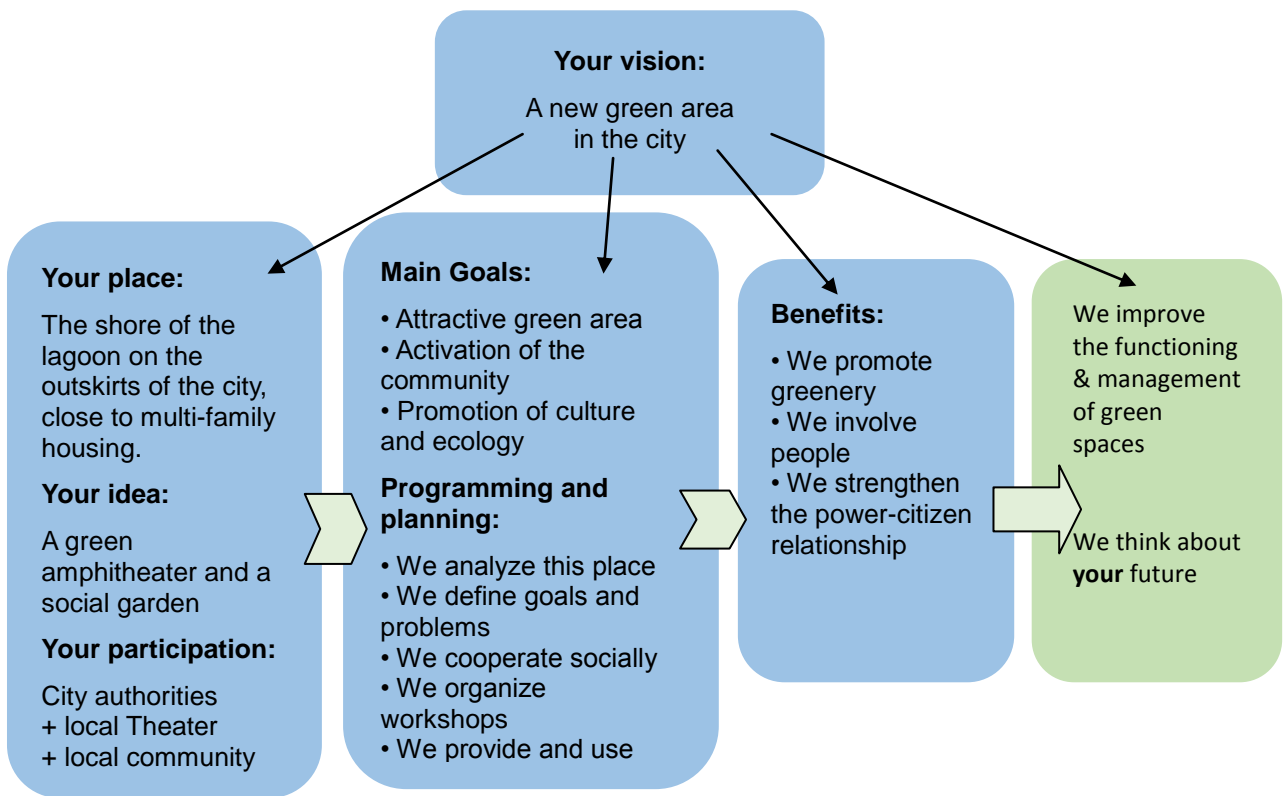 Your vision:
A new green area
in the city
Your place:
The shore of the
lagoon on the
outskirts of the city,
close to multi-family
housing.
Your idea:
A green
amphitheater and a
social garden
Your participation:
City authorities
+ local Theater
+ local community
Main Goals:
• Attractive green area
• Activation of the
community
• Promotion of culture
and ecology
Programming and
planning:
• We analyze this place
• We define goals and
problems
• We cooperate socially
• We organize
workshops
• We provide and use
Benefits:
• We promote
greenery
• We involve
people
• We strengthen
the power-citizen
relationship
We improve
the functioning
& management
of green
spaces
We think about
your future